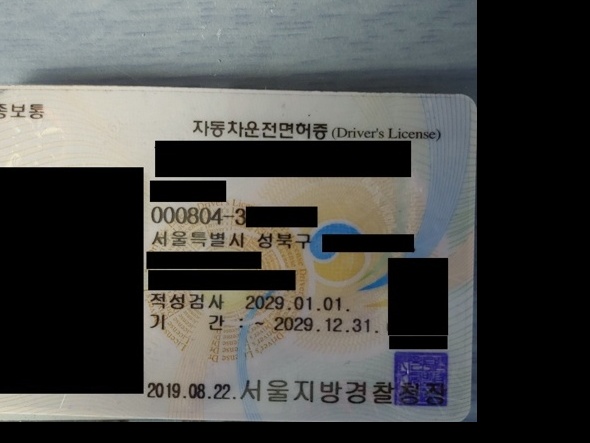 종보통
자동차운전면허증 (Driver's License)
000804-3
서울특별시 성북구
적성검사 2029.01.01.
기 간 : ~ 2029.12.31.
2019.08.22. 서울지방경찰청장